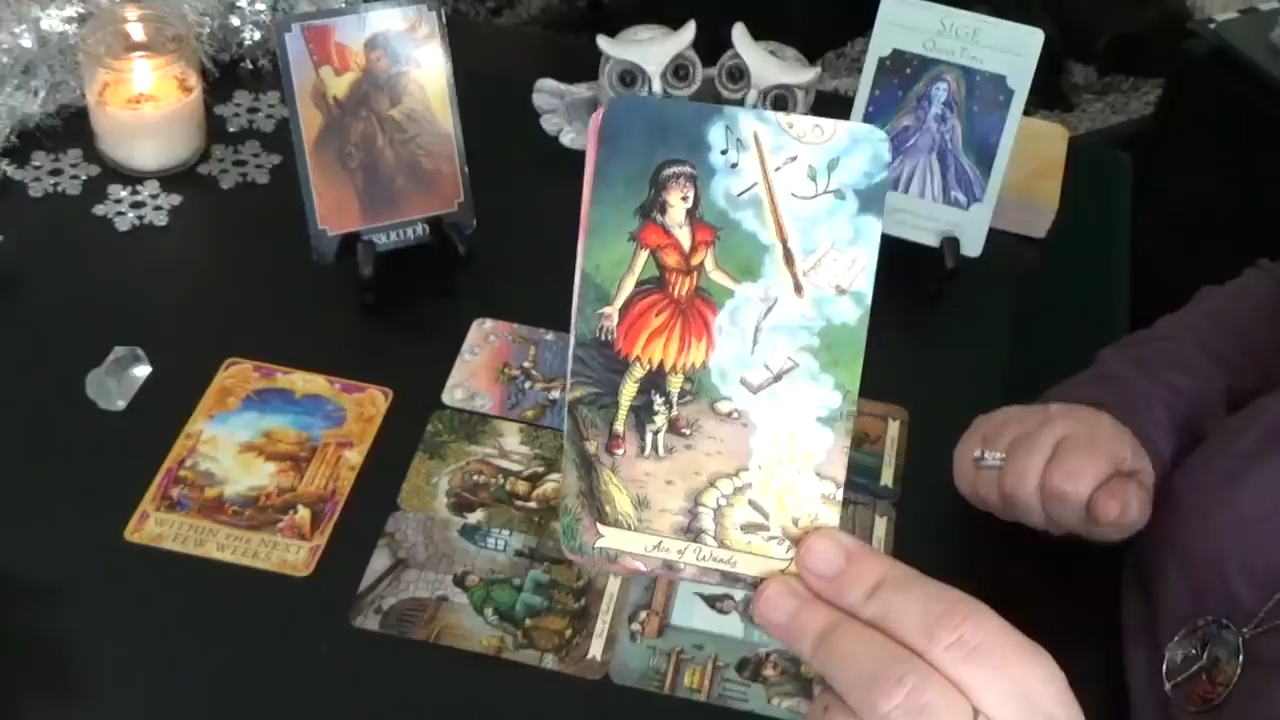 TRIUMPH
SIGE
Quiet Time
WITHIN THE NEXT
FEW WEEKS
Ace of Wands